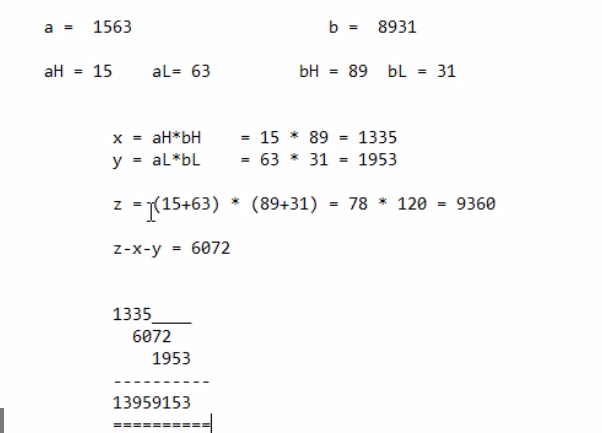 a = 1563 b = 8931
aH = 15 aL= 63 bH = 89 bL = 31
x = aH*bH = 15 * 89 = 1335
y = aL*bL = 63 * 31 = 1953
z = (15+63) * (89+31) = 78 * 120 = 9360
z-x-y = 6072
1335____
6072
1953
----------
13959153
==========